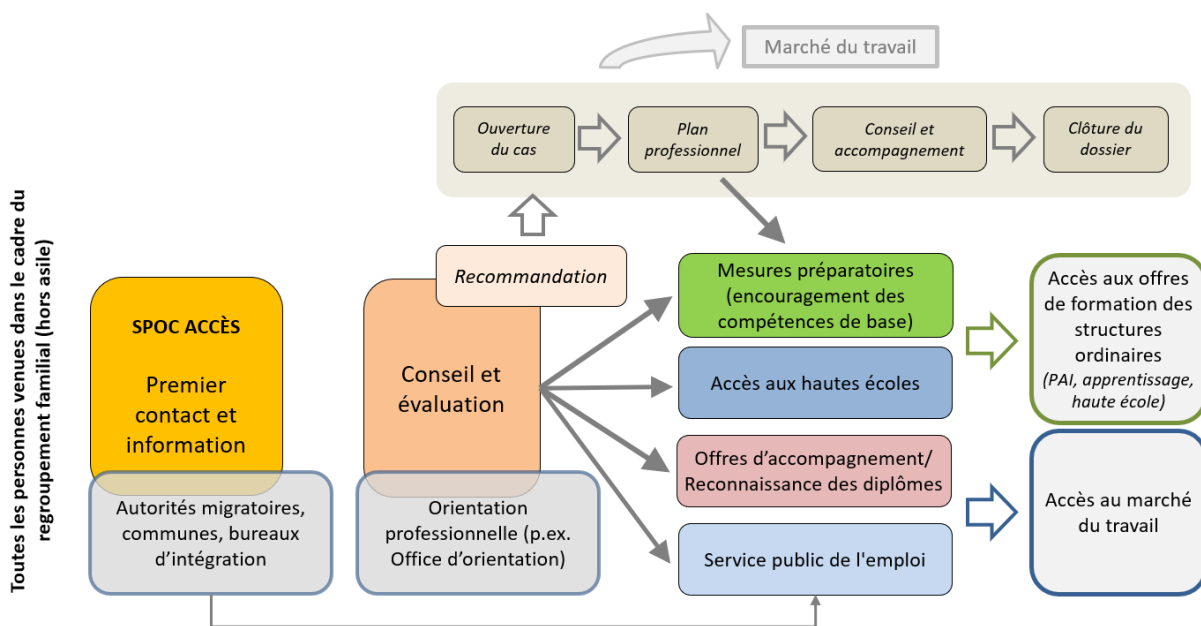 Marché du travail
Ouverture
du cas
Plan
professionnel
Conseil et
accompagnement
Clôture du
dossier
Toutes les personnes venues dans le cadre du
regroupement familial (hors asile)
SPOC ACCÈS
Premier
contact et
information
Autorités migratoires,
communes, bureaux
d’intégration
Recommandation
Conseil et
évaluation
Orientation
professionnelle (p.ex.
Office d’orientation)
Mesures préparatoires
(encouragement des
compétences de base)
Accès aux hautes écoles
Offres d’accompagnement/
Reconnaissance des diplômes
Service public de l'emploi
Accès aux offres
de formation des
structures
ordinaires
(PAI, apprentissage,
haute école)
Accès au marché
du travail